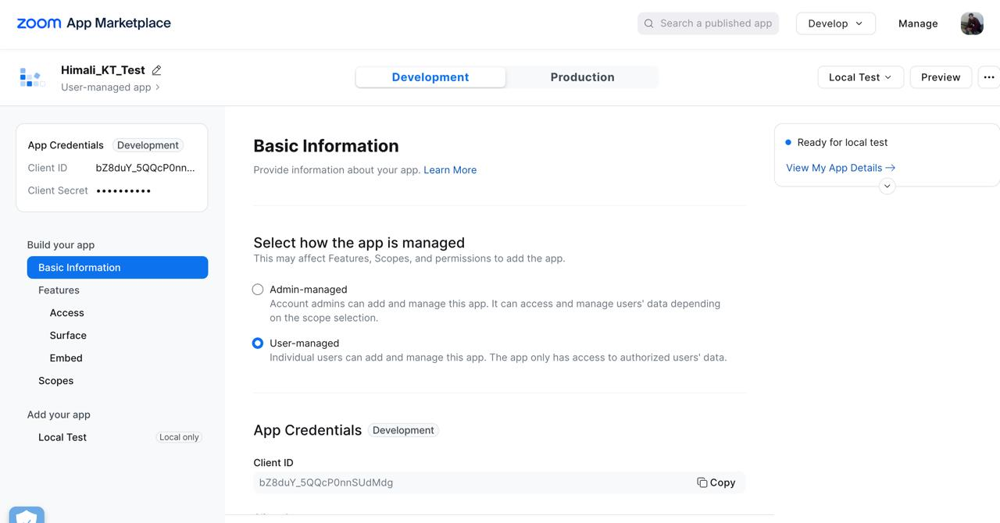 zoom App Marketplace
Search a published app
Develop
Manage
Himali_KT_Test
User-managed app
Development
Production
Local Test
Preview
App Credentials Development
Client ID bZ8duY_5QQcP0nn...
Client Secret ••••••••••
Build your app
Basic Information
Features
Access
Surface
Embed
Scopes
Add your app
Local Test Local only
Basic Information
Provide information about your app. Learn More
Select how the app is managed
This may affect Features, Scopes, and permissions to add the app.
Admin-managed
Account admins can add and manage this app. It can access and manage users' data depending
on the scope selection.
User-managed
Individual users can add and manage this app. The app only has access to authorized users' data.
App Credentials Development
Client ID
bZ8duY_5QQcP0nnSUdMdg
Copy
Ready for local test
View My App Details →